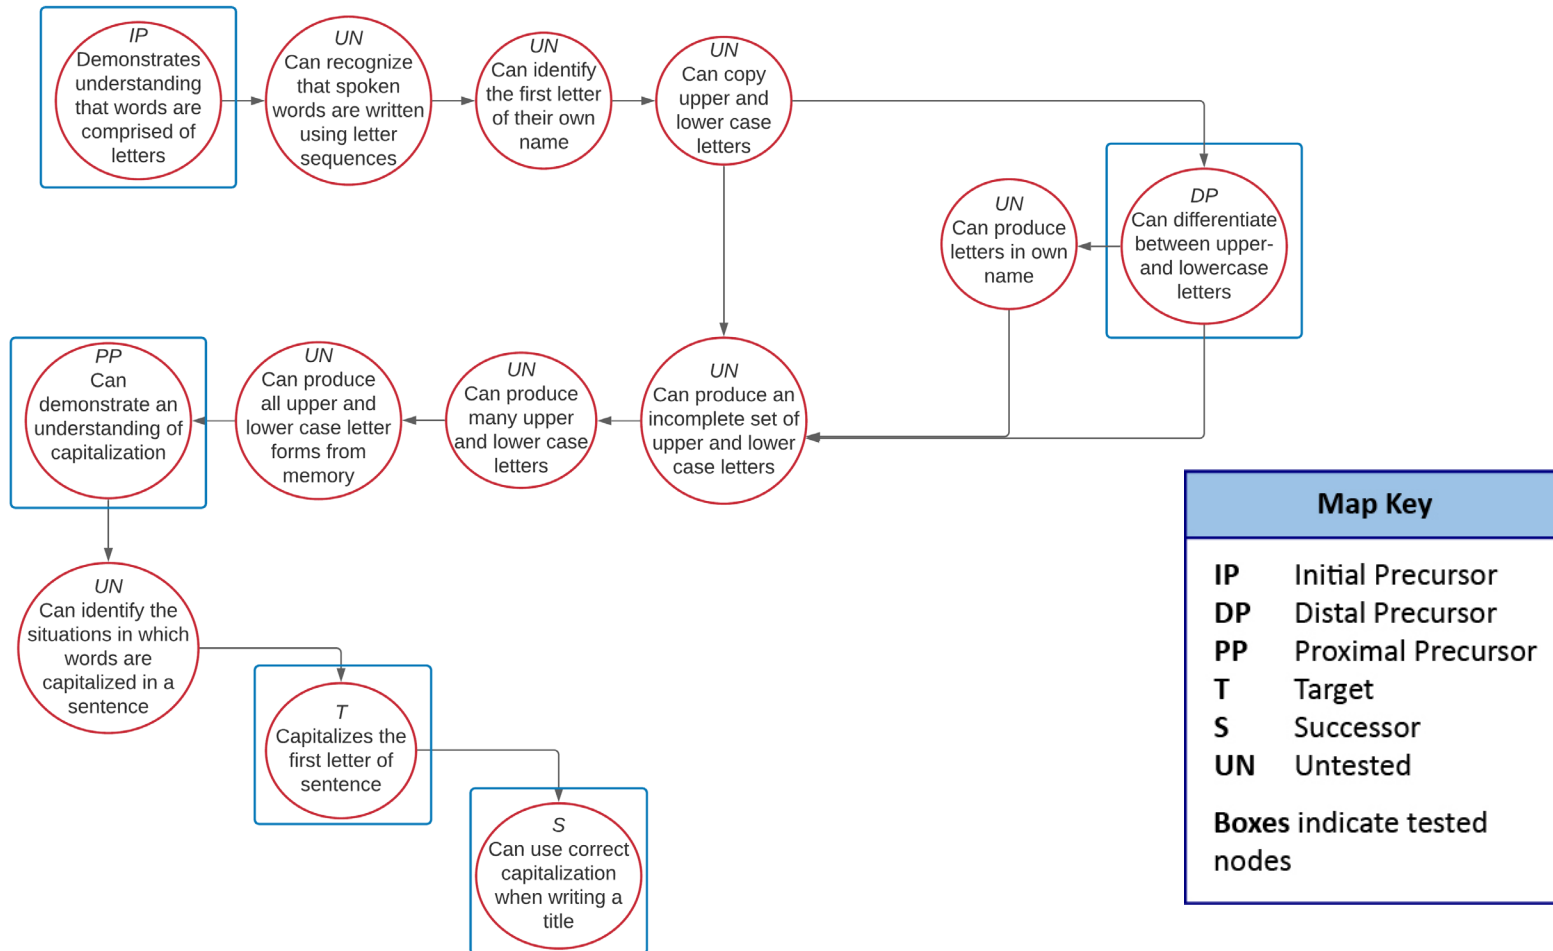 IP
Demonstrates
understanding
that words are
comprised of
letters
UN
Can recognize
that spoken
words are written
using letter
sequences
UN
Can identify
the first letter
of their own
name
UN
Can copy
upper and
lower case
letters
DP
Can differentiate
between upper-
and lowercase
letters
UN
Can produce
letters in own
name
UN
Can produce an
incomplete set of
upper and lower
case letters
UN
Can produce
many upper
and lower case
letters
UN
Can produce
all upper and
lower case letter
forms from
memory
PP
Can
demonstrate an
understanding of
capitalization
UN
Can identify the
situations in which
words are
capitalized in a
sentence
T
Capitalizes the
first letter of
sentence
S
Can use correct
capitalization
when writing a
title
Map Key
IP Initial Precursor
DP Distal Precursor
PP Proximal Precursor
T Target
S Successor
UN Untested
Boxes indicate tested
nodes